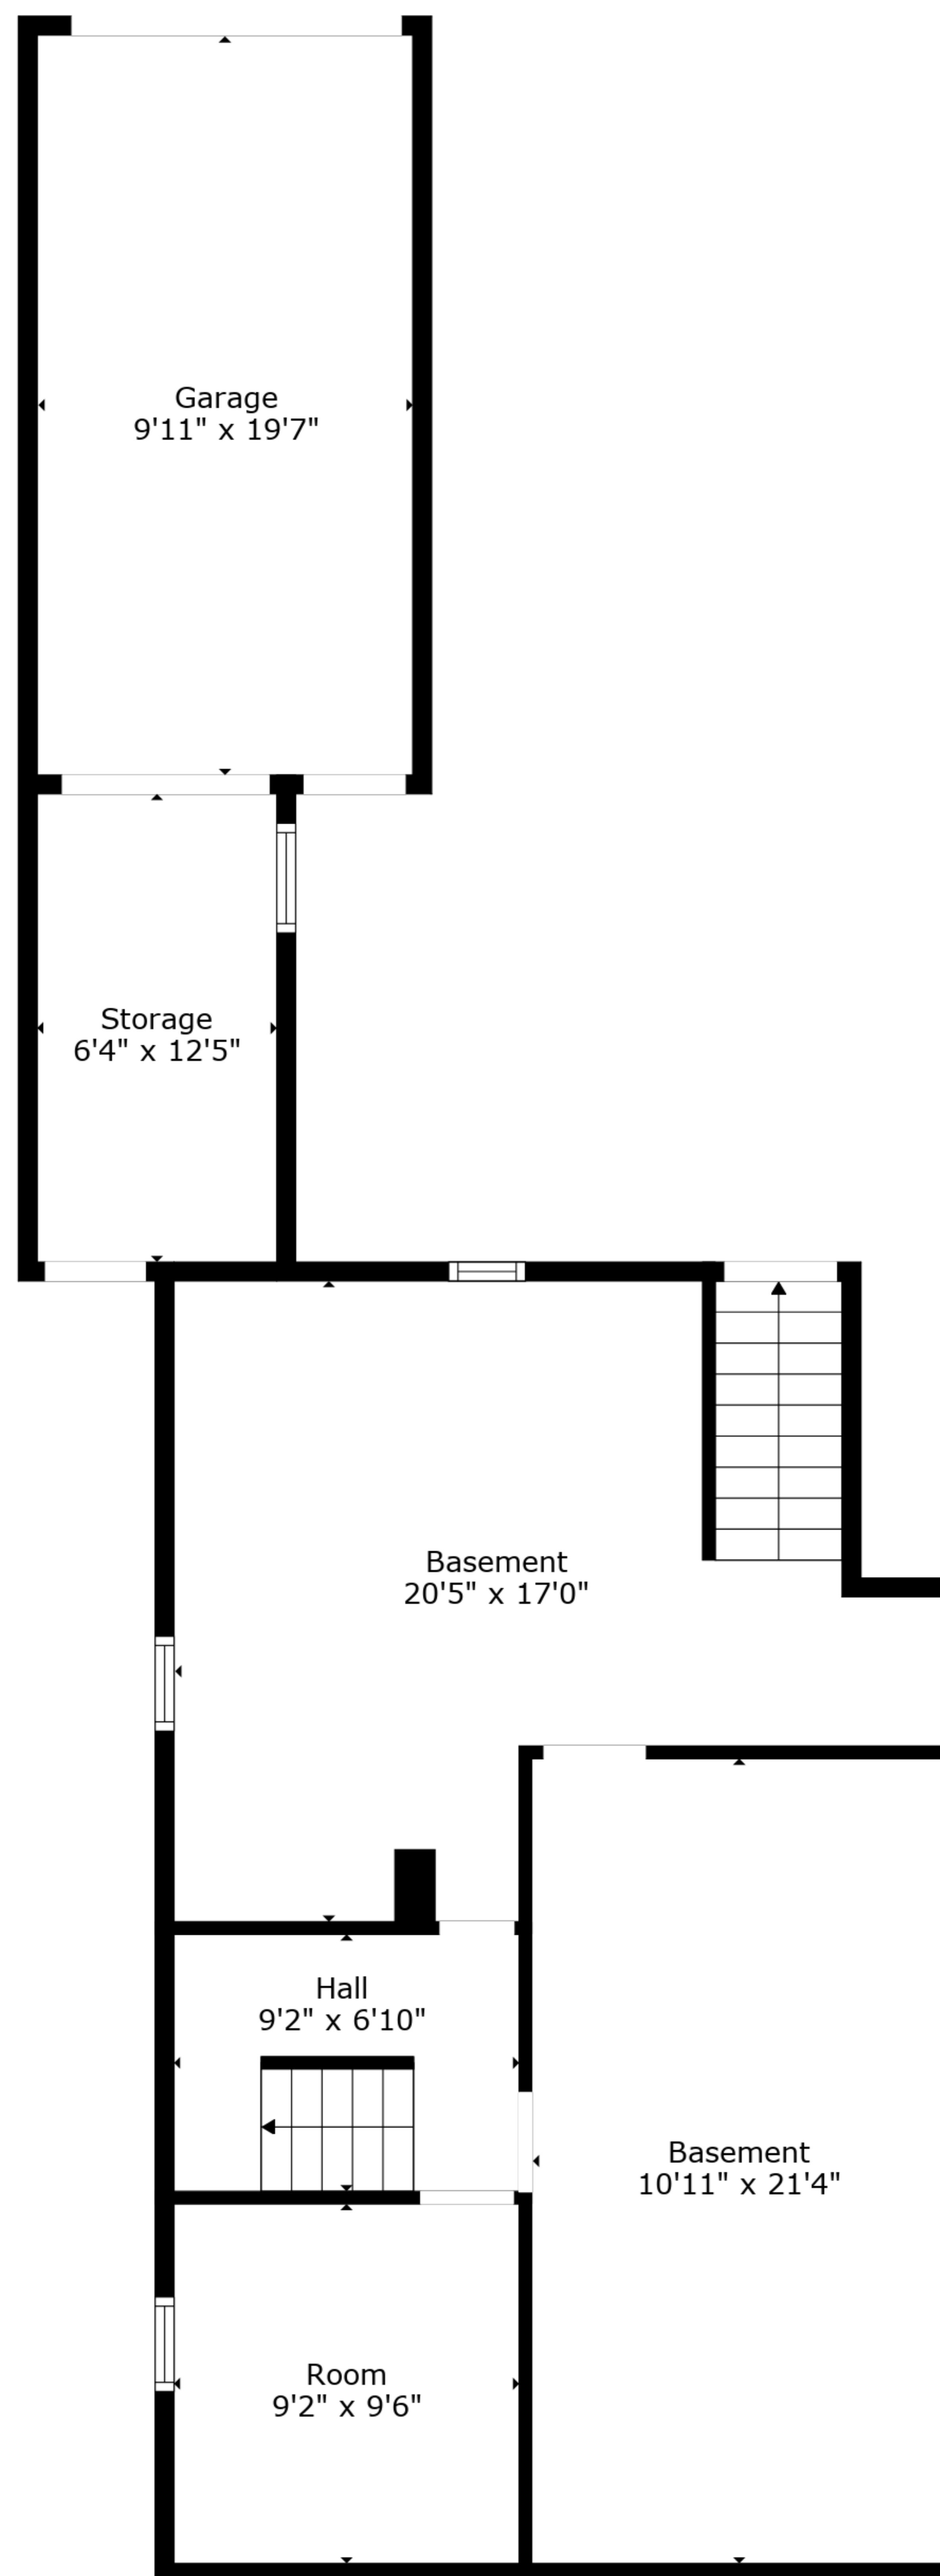 Garage
9'11" x 19'7"
Storage
6'4" x 12'5"
Basement
20'5" x 17'0"
Hall
9'2" x 6'10"
Basement
10'11" x 21'4"
Room
9'2" x 9'6"